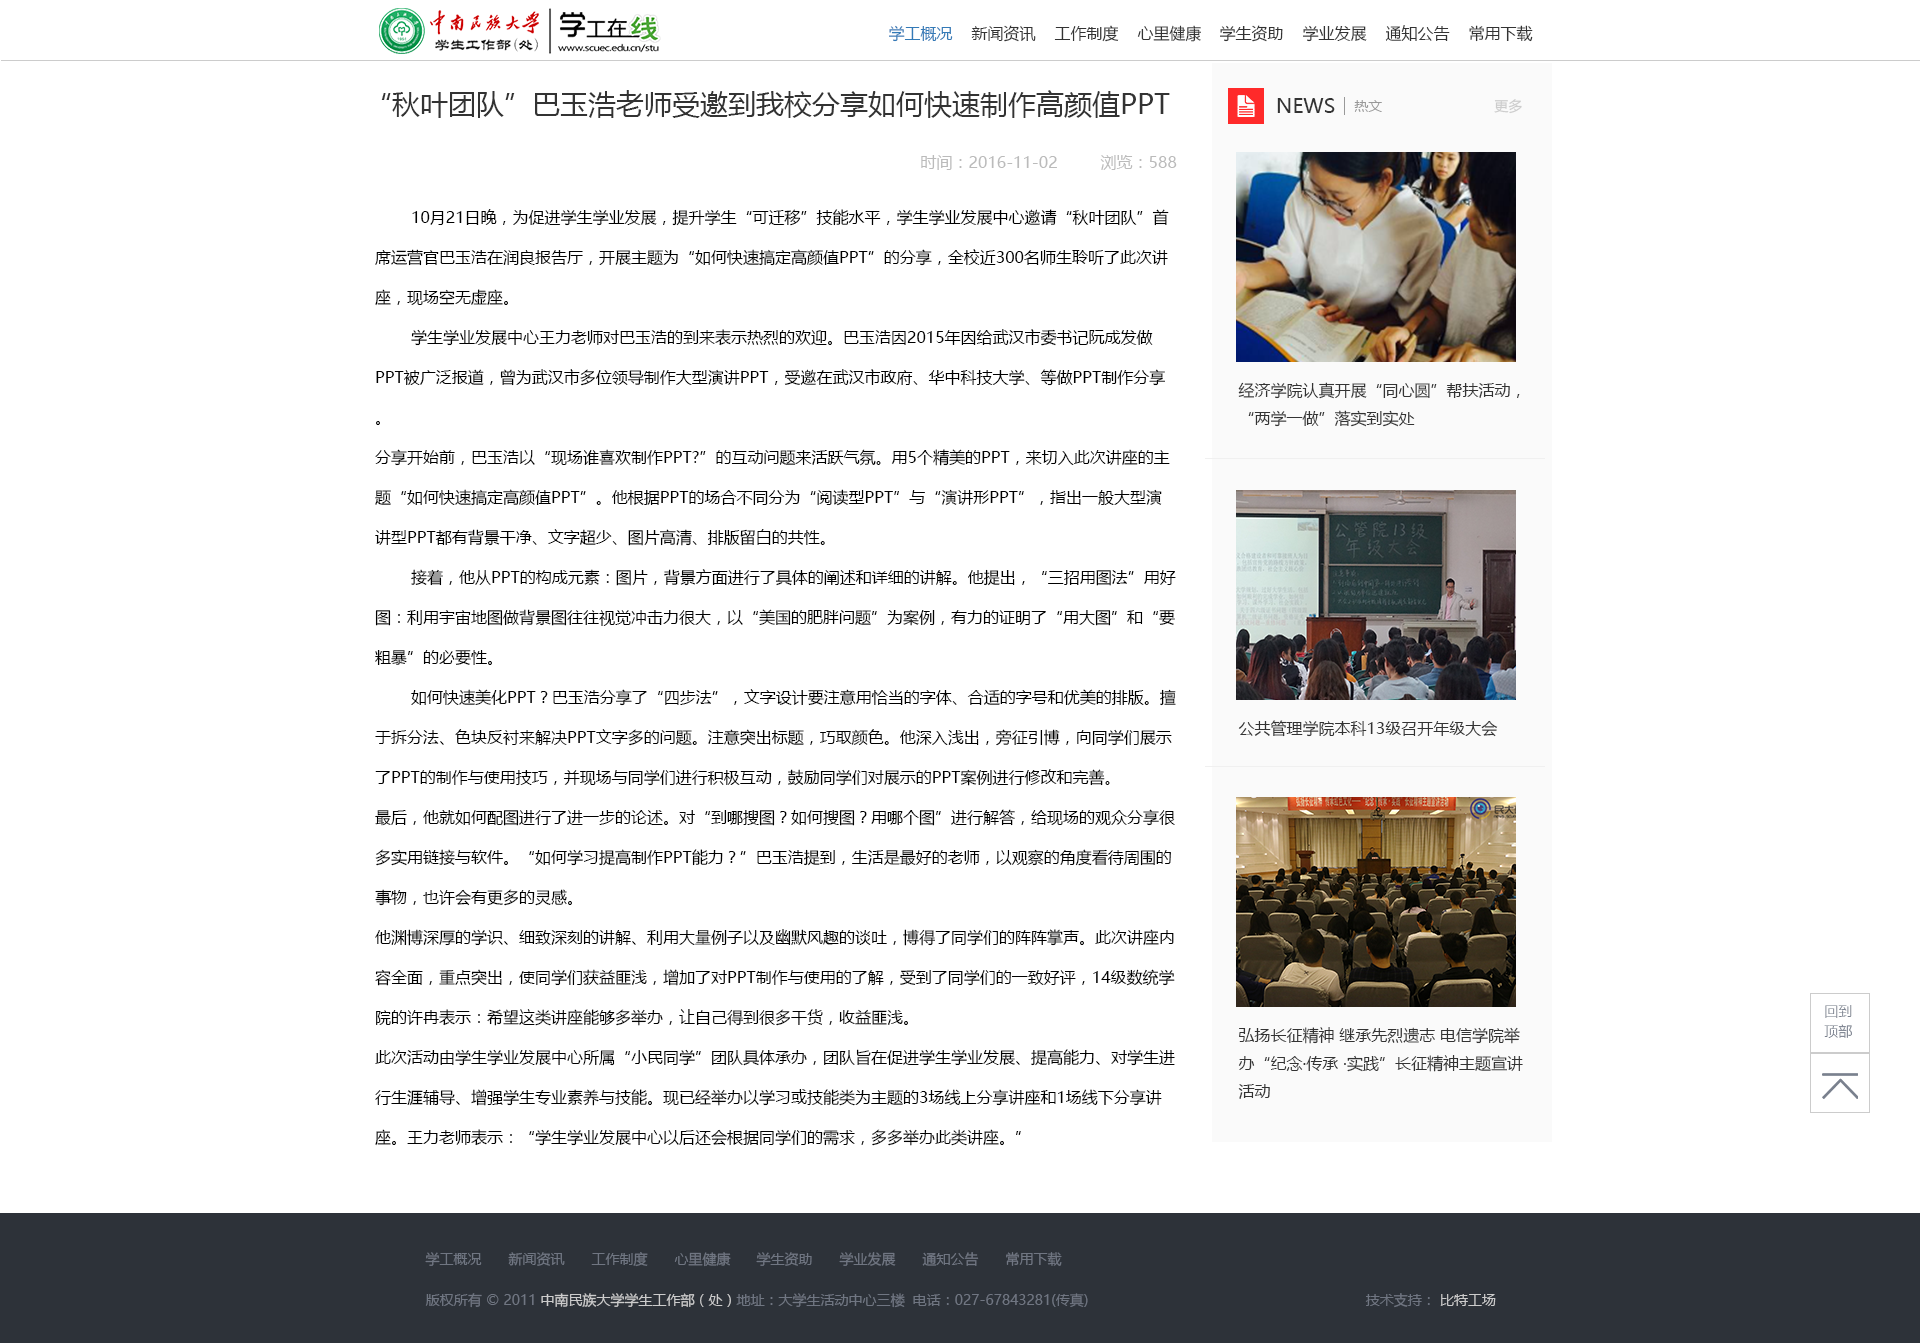 中南民族大学
学生工作部(处)
学工在线
www.scuec.edu.cn/stu
学工概况 新闻资讯 工作制度 心里健康 学生资助 学业发展 通知公告 常用下载
“秋叶团队”巴玉浩老师受邀到我校分享如何快速制作高颜值PPT
时间：2016-11-02 浏览：588
10月21日晚，为促进学生学业发展，提升学生“可迁移”技能水平，学生学业发展中心邀请“秋叶团队”首
席运营官巴玉浩在润良报告厅，开展主题为“如何快速搞定高颜值PPT”的分享，全校近300名师生聆听了此次讲
座，现场空无虚座。
学生学业发展中心王力老师对巴玉浩的到来表示热烈的欢迎。巴玉浩因2015年因给武汉市委书记阮成发做
PPT被广泛报道，曾为武汉市多位领导制作大型演讲PPT，受邀在武汉市政府、华中科技大学、等做PPT制作分享
。
分享开始前，巴玉浩以“现场谁喜欢制作PPT?”的互动问题来活跃气氛。用5个精美的PPT，来切入此次讲座的主
题“如何快速搞定高颜值PPT”。他根据PPT的场合不同分为“阅读型PPT”与“演讲形PPT”，指出一般大型演
讲型PPT都有背景干净、文字超少、图片高清、排版留白的共性。
接着，他从PPT的构成元素：图片，背景方面进行了具体的阐述和详细的讲解。他提出，“三招用图法”用好
图：利用宇宙地图做背景图往往视觉冲击力很大，以“美国的肥胖问题”为案例，有力的证明了“用大图”和“要
粗暴”的必要性。
如何快速美化PPT？巴玉浩分享了“四步法”，文字设计要注意用恰当的字体、合适的字号和优美的排版。擅
于拆分法、色块反衬来解决PPT文字多的问题。注意突出标题，巧取颜色。他深入浅出，旁征引博，向同学们展示
了PPT的制作与使用技巧，并现场与同学们进行积极互动，鼓励同学们对展示的PPT案例进行修改和完善。
最后，他就如何配图进行了进一步的论述。对“到哪搜图？如何搜图？用哪个图”进行解答，给现场的观众分享很
多实用链接与软件。“如何学习提高制作PPT能力？”巴玉浩提到，生活是最好的老师，以观察的角度看待周围的
事物，也许会有更多的灵感。
他渊博深厚的学识、细致深刻的讲解、利用大量例子以及幽默风趣的谈吐，博得了同学们的阵阵掌声。此次讲座内
容全面，重点突出，使同学们获益匪浅，增加了对PPT制作与使用的了解，受到了同学们的一致好评，14级数统学
院的许冉表示：希望这类讲座能够多举办，让自己得到很多干货，收益匪浅。
此次活动由学生学业发展中心所属“小民同学”团队具体承办，团队旨在促进学生学业发展、提高能力、对学生进
行生涯辅导、增强学生专业素养与技能。现已经举办以学习或技能类为主题的3场线上分享讲座和1场线下分享讲
座。王力老师表示：“学生学业发展中心以后还会根据同学们的需求，多多举办此类讲座。”
NEWS 热文 更多
经济学院认真开展“同心圆”帮扶活动，
“两学一做”落实到实处
公管院13级
年级大会
公共管理学院本科13级召开年级大会
弘扬长征精神 继承先烈遗志 电信学院举
办“纪念·传承 ·实践”长征精神主题宣讲
活动
回到
顶部
学工概况 新闻资讯 工作制度 心里健康 学生资助 学业发展 通知公告 常用下载
版权所有 © 2011 中南民族大学学生工作部（处）地址：大学生活动中心三楼 电话：027-67843281(传真)
技术支持： 比特工场